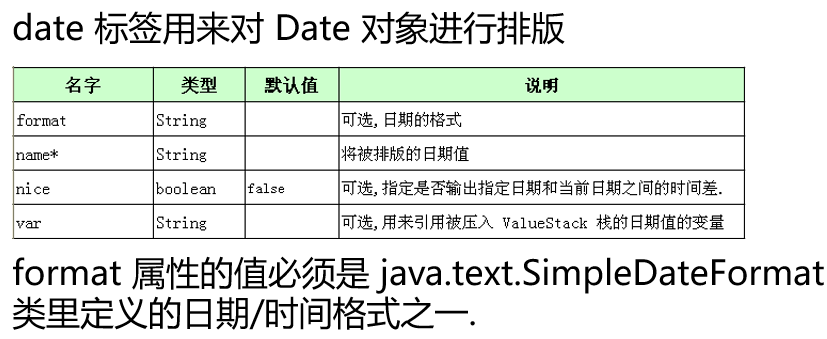 date 标签用来对 Date 对象进行排版
名字 类型 默认值 说明
format String 可选,日期的格式
name* String 将被排版的日期值
nice boolean false 可选,指定是否输出指定日期和当前日期之间的时间差.
var String 可选,用来引用被压入 ValueStack 栈的日期值的变量
format 属性的值必须是 java.text.SimpleDateFormat
类里定义的日期/时间格式之一.